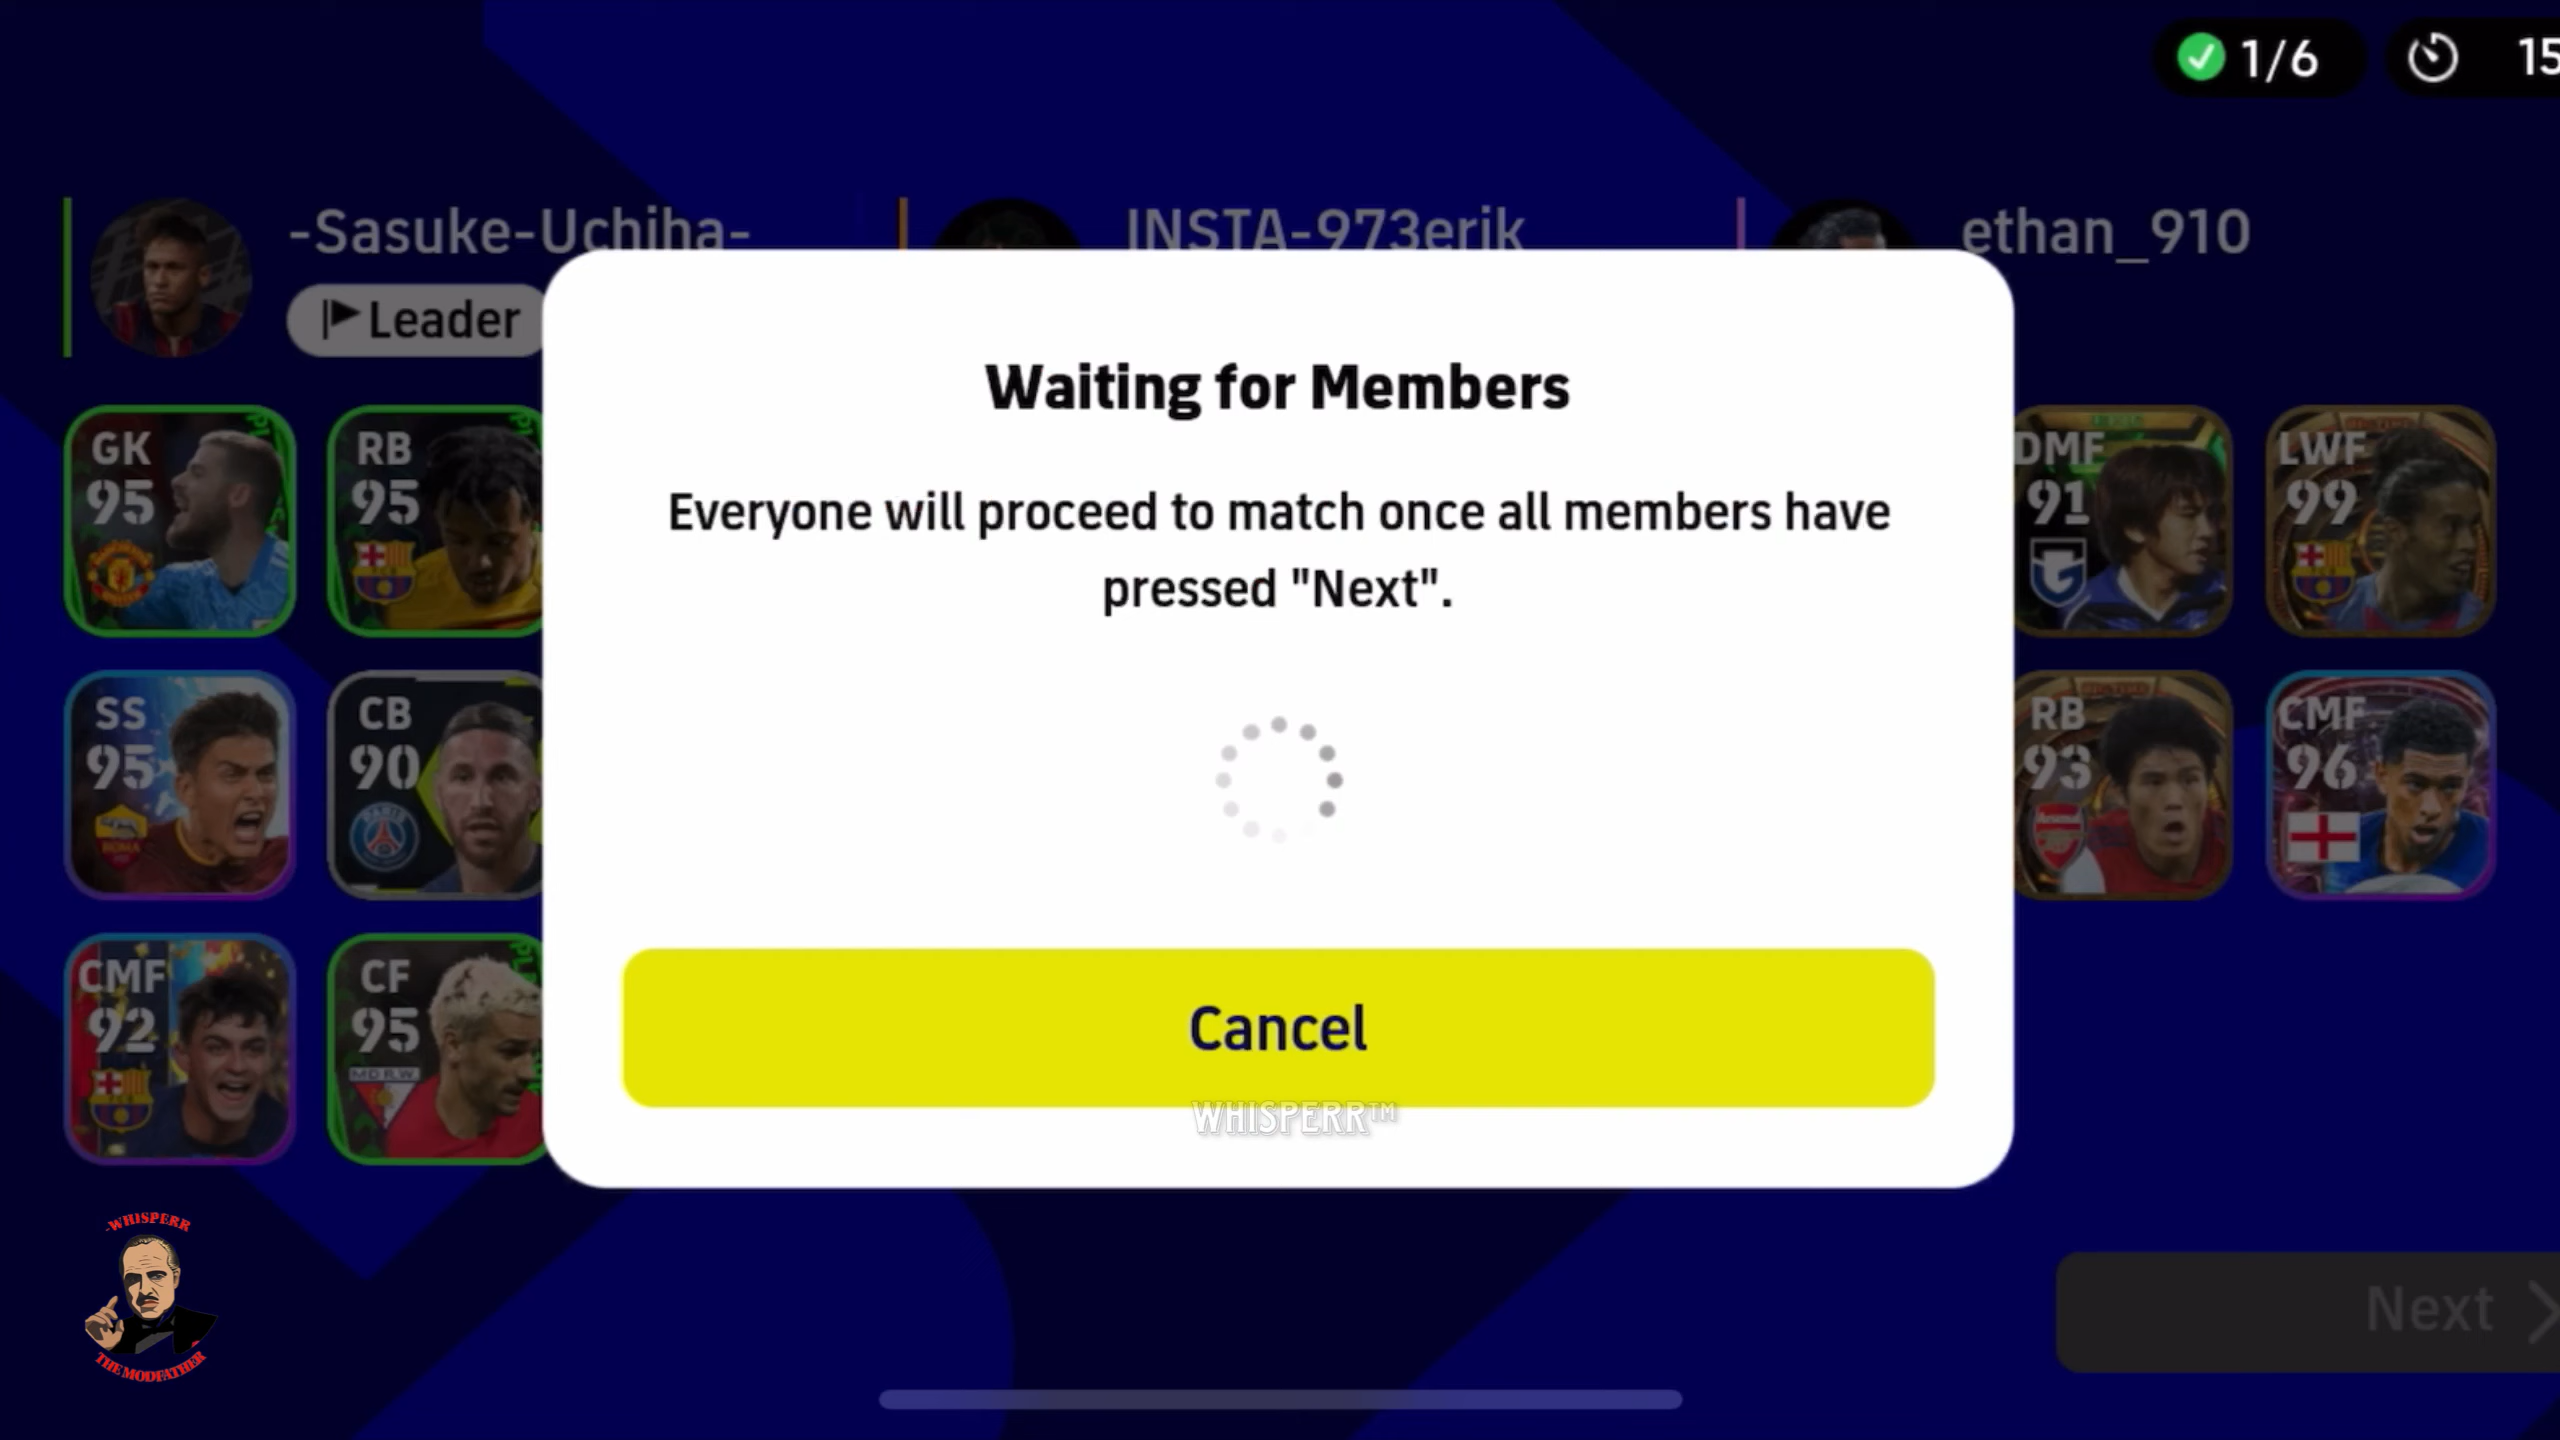 1/6
15
-Sasuke-Uchiha-
INSTA-973erik
ethan_910
Leader
Waiting for Members
Everyone will proceed to match once all members have
pressed "Next".
GK
95
RB
95
DMF
91
LWF
99
SS
95
CB
90
RB
93
CMF
96
CMF
92
CF
95
MD R.W.
Cancel
WHISPERR™
-WHISPERR
THE MODFATHER
Next